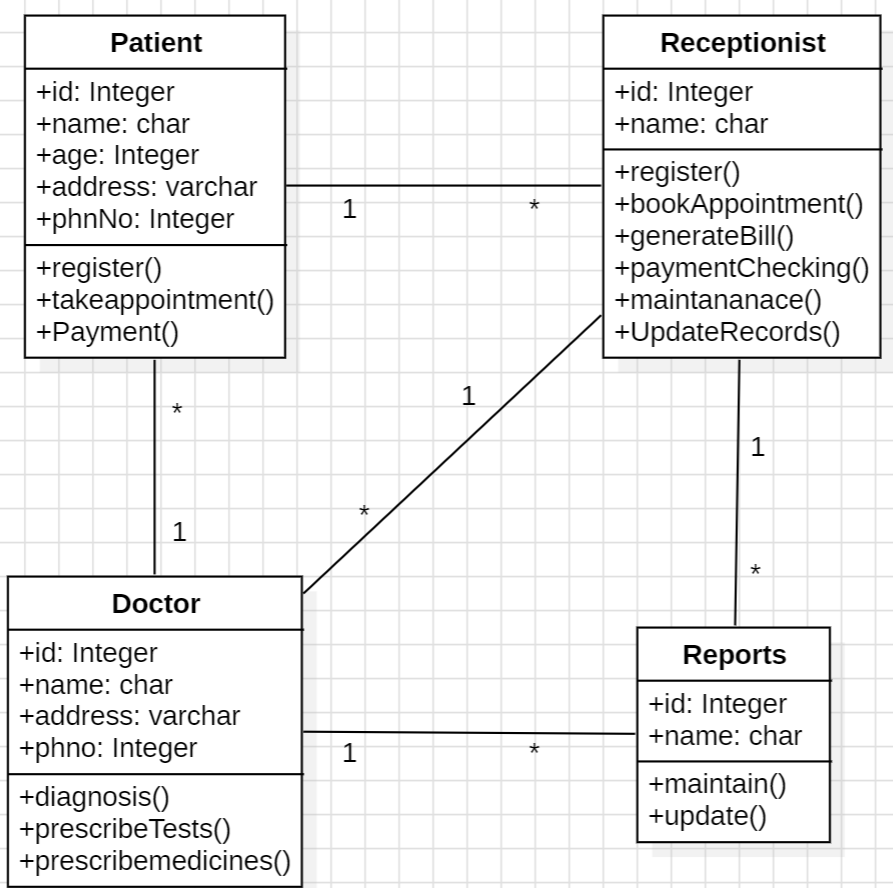 Patient
+id: Integer
+name: char
+age: Integer
+address: varchar
+phnNo: Integer
+register()
+takeappointment()
+Payment()
Receptionist
+id: Integer
+name: char
+register()
+bookAppointment()
+generateBill()
+paymentChecking()
+maintananace()
+UpdateRecords()
1
*
*
1
1
*
1
*
Doctor
+id: Integer
+name: char
+address: varchar
+phno: Integer
+diagnosis()
+prescribeTests()
+prescribemedicines()
1
*
Reports
+id: Integer
+name: char
+maintain()
+update()